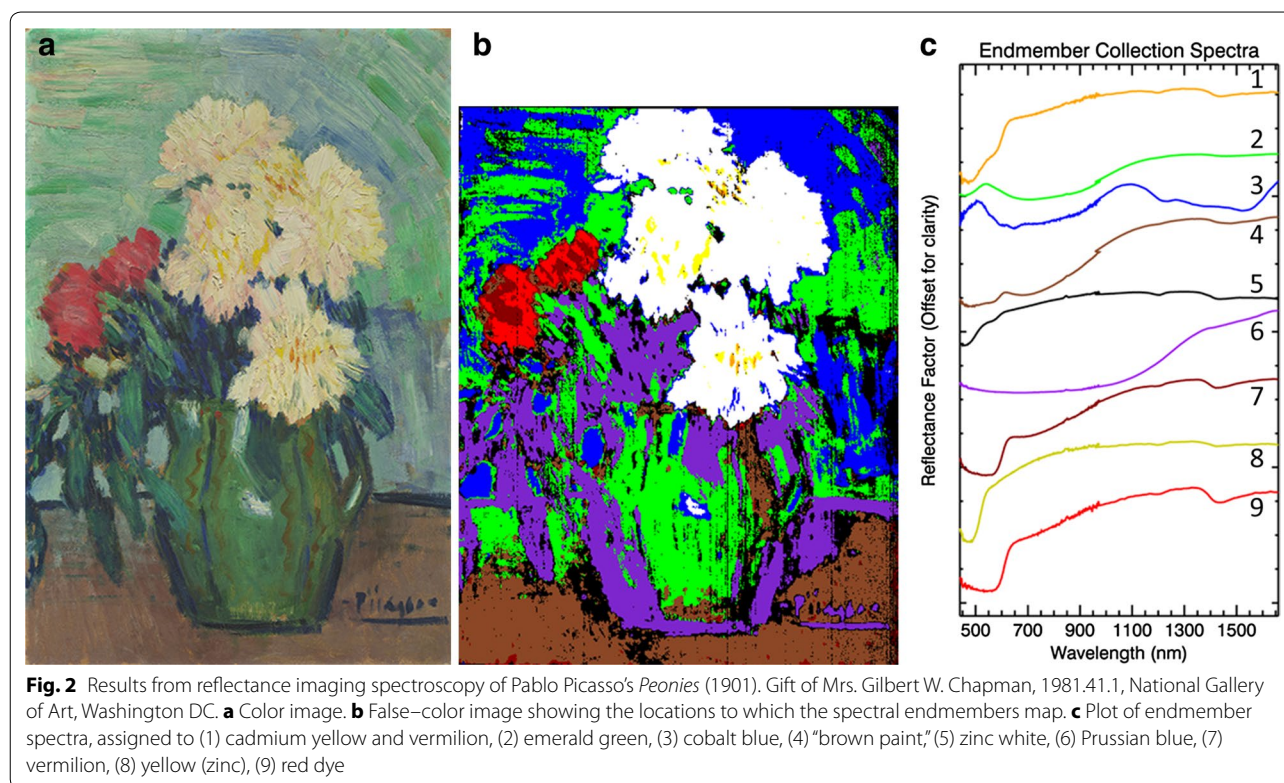 a
b
c
Endmember Collection Spectra
1
2
3
4
5
6
7
8
9
Reflectance Factor (Offset for clarity)
500 700 900 1100 1300 1500
Wavelength (nm)
Picasso
Fig. 2 Results from reflectance imaging spectroscopy of Pablo Picasso's Peonies (1901). Gift of Mrs. Gilbert W. Chapman, 1981.41.1, National Gallery
of Art, Washington DC. a Color image. b False–color image showing the locations to which the spectral endmembers map. c Plot of endmember
spectra, assigned to (1) cadmium yellow and vermilion, (2) emerald green, (3) cobalt blue, (4) “brown paint,” (5) zinc white, (6) Prussian blue, (7)
vermilion, (8) yellow (zinc), (9) red dye